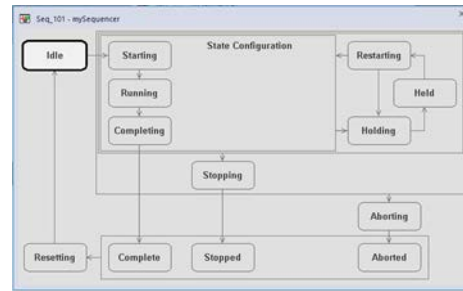 Seq_101 - mySequencer
Idle
Starting
State Configuration
Restarting
Running
Held
Completing
Holding
Stopping
Aborting
Resetting
Complete
Stopped
Aborted